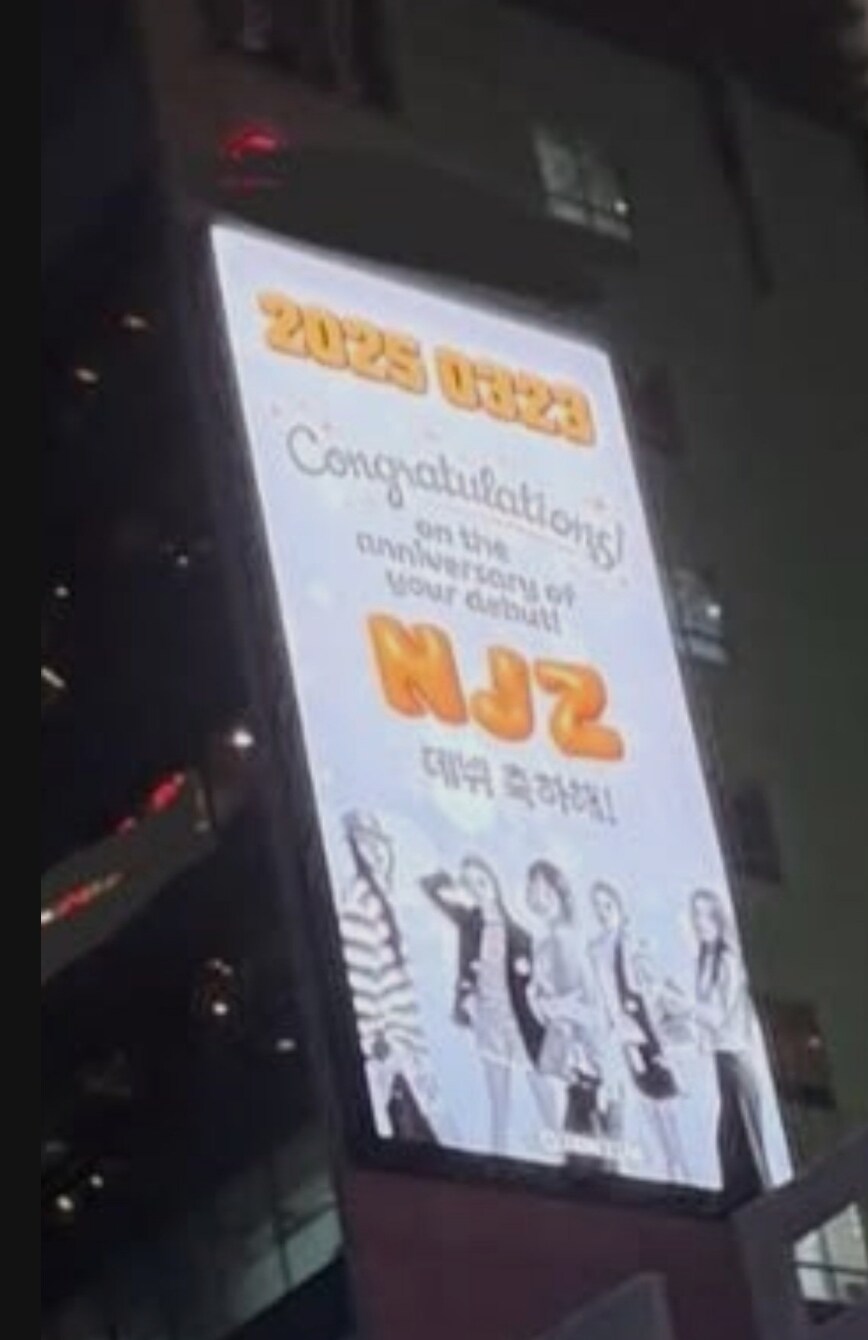 2025 0323
Congratulations!
on the
anniversary of
your debut!
NJZ
데뷔 축하해!